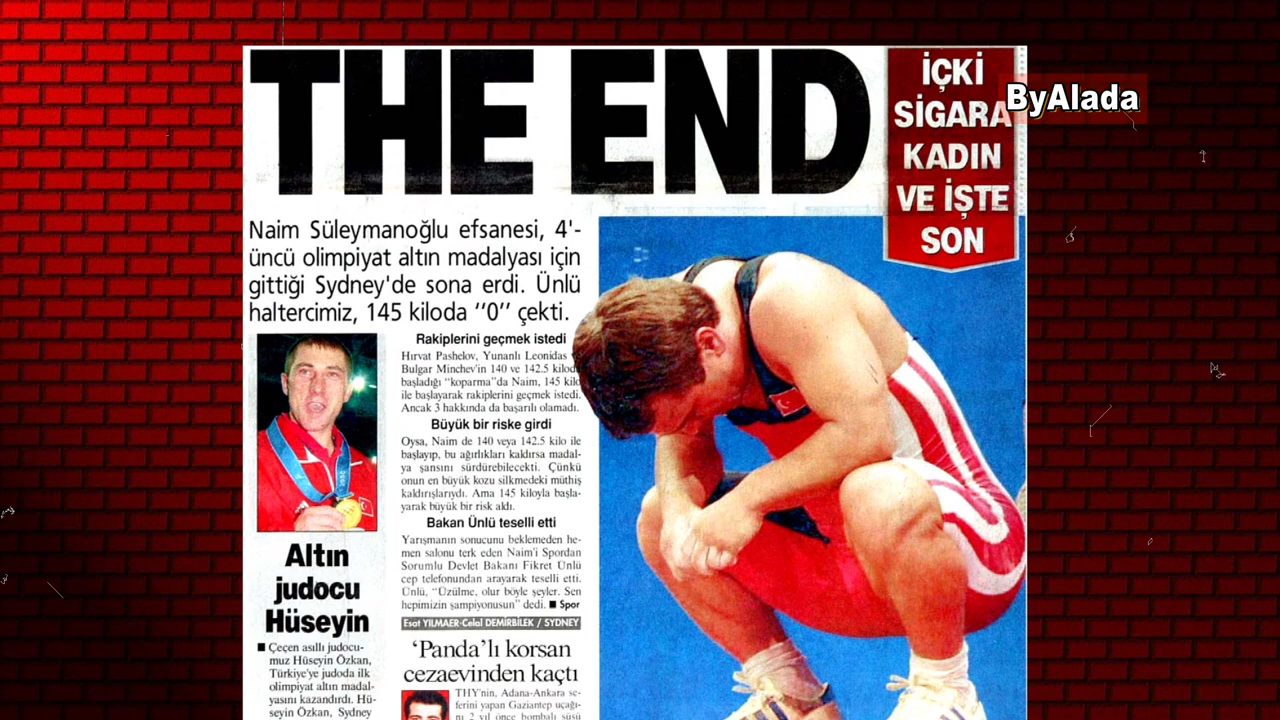 THE END
İÇKİ
SİGARA
KADIN
VE İŞTE
SON
ByAlada
Naim Süleymanoğlu efsanesi, 4'-
üncü olimpiyat altın madalyası için
gittiği Sydney'de sona erdi. Ünlü
haltercimiz, 145 kiloda "0" çekti.
Rakiplerini geçmek istedi
Hırvat Pashelov, Yunanlı Leonidas
Bulgar Minchev'in 140 ve 142.5 kiloda
başladığı "koparma"da Naim, 145 kilo
ile başlayarak rakiplerini geçmek istedi.
Ancak 3 hakkında da başarılı olamadı.
Büyük bir riske girdi
Oysa, Naim de 140 veya 142.5 kilo ile
başlayıp, bu ağırlıkları kaldırsa madal-
ya şansını sürdürebilecekti. Çünkü
onun en büyük kozu silkmedeki müthiş
kaldırışlarıydı. Ama 145 kiloyla başla-
yarak büyük bir risk aldı.
Bakan Ünlü teselli etti
Yarışmanın sonucunu beklemeden he-
men salonu terk eden Naim'i Spordan
Sorumlu Devlet Bakanı Fikret Ünlü
cep telefonundan arayarak teselli etti.
Ünlü, "Üzülme, olur böyle şeyler. Sen
hepimizin şampiyonusun" dedi. ■ Spor
Esat YILMAER-Celal DEMİRBİLEK / SYDNEY
Altın
judocu
Hüseyin
■ Çeçen asıllı judocu-
muz Hüseyin Özkan,
Türkiye'ye judoda ilk
olimpiyat altın madal-
yasını kazandırdı. Hü-
seyin Özkan, Sydney
'Panda'lı korsan
cezaevinden kaçtı
THY'nin, Adana-Ankara se-
ferini yapan Gaziantep uçağı-
nı 2 yıl önce bombalı süsü